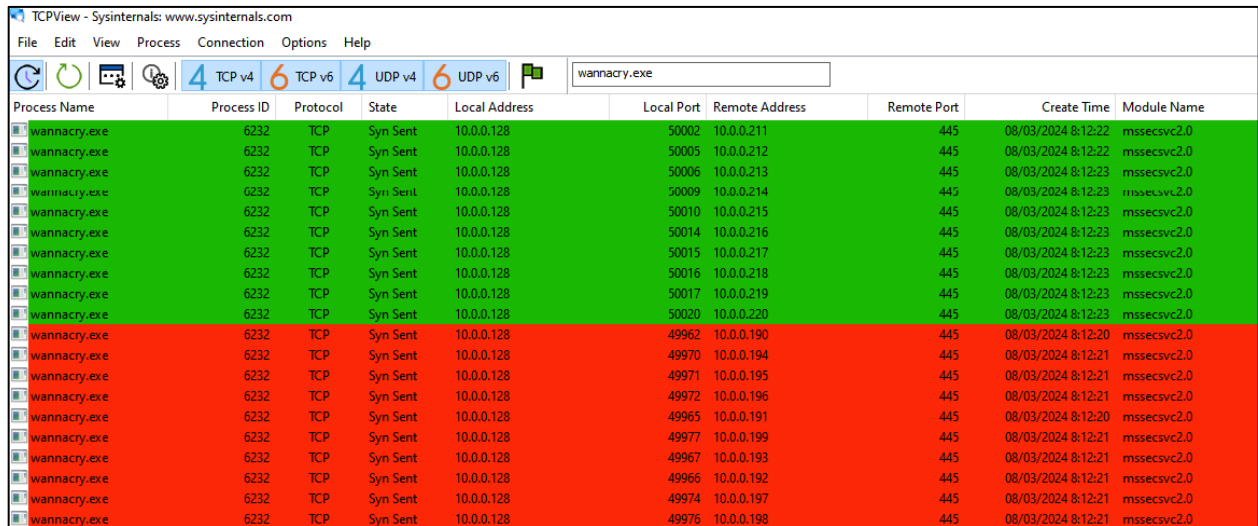 TCPView - Sysinternals: www.sysinternals.com
File Edit View Process Connection Options Help
4 TCP v4 6 TCP v6 4 UDP v4 6 UDP v6 wannacry.exe
Process Name Process ID Protocol State Local Address Local Port Remote Address Remote Port Create Time Module Name
wannacry.exe 6232 TCP Syn Sent 10.0.0.128 50002 10.0.0.211 445 08/03/2024 8:12:22 mssecsvc2.0
wannacry.exe 6232 TCP Syn Sent 10.0.0.128 50005 10.0.0.212 445 08/03/2024 8:12:22 mssecsvc2.0
wannacry.exe 6232 TCP Syn Sent 10.0.0.128 50006 10.0.0.213 445 08/03/2024 8:12:23 mssecsvc2.0
wannacry.exe 6232 TCP Syn Sent 10.0.0.128 50009 10.0.0.214 445 08/03/2024 8:12:23 mssecsvc2.0
wannacry.exe 6232 TCP Syn Sent 10.0.0.128 50010 10.0.0.215 445 08/03/2024 8:12:23 mssecsvc2.0
wannacry.exe 6232 TCP Syn Sent 10.0.0.128 50014 10.0.0.216 445 08/03/2024 8:12:23 mssecsvc2.0
wannacry.exe 6232 TCP Syn Sent 10.0.0.128 50015 10.0.0.217 445 08/03/2024 8:12:23 mssecsvc2.0
wannacry.exe 6232 TCP Syn Sent 10.0.0.128 50016 10.0.0.218 445 08/03/2024 8:12:23 mssecsvc2.0
wannacry.exe 6232 TCP Syn Sent 10.0.0.128 50017 10.0.0.219 445 08/03/2024 8:12:23 mssecsvc2.0
wannacry.exe 6232 TCP Syn Sent 10.0.0.128 50020 10.0.0.220 445 08/03/2024 8:12:23 mssecsvc2.0
wannacry.exe 6232 TCP Syn Sent 10.0.0.128 49962 10.0.0.190 445 08/03/2024 8:12:20 mssecsvc2.0
wannacry.exe 6232 TCP Syn Sent 10.0.0.128 49970 10.0.0.194 445 08/03/2024 8:12:21 mssecsvc2.0
wannacry.exe 6232 TCP Syn Sent 10.0.0.128 49971 10.0.0.195 445 08/03/2024 8:12:21 mssecsvc2.0
wannacry.exe 6232 TCP Syn Sent 10.0.0.128 49972 10.0.0.196 445 08/03/2024 8:12:21 mssecsvc2.0
wannacry.exe 6232 TCP Syn Sent 10.0.0.128 49965 10.0.0.191 445 08/03/2024 8:12:20 mssecsvc2.0
wannacry.exe 6232 TCP Syn Sent 10.0.0.128 49977 10.0.0.199 445 08/03/2024 8:12:21 mssecsvc2.0
wannacry.exe 6232 TCP Syn Sent 10.0.0.128 49967 10.0.0.193 445 08/03/2024 8:12:21 mssecsvc2.0
wannacry.exe 6232 TCP Syn Sent 10.0.0.128 49966 10.0.0.192 445 08/03/2024 8:12:21 mssecsvc2.0
wannacry.exe 6232 TCP Syn Sent 10.0.0.128 49974 10.0.0.197 445 08/03/2024 8:12:21 mssecsvc2.0
wannacry.exe 6232 TCP Syn Sent 10.0.0.128 49976 10.0.0.198 445 08/03/2024 8:12:21 mssecsvc2.0